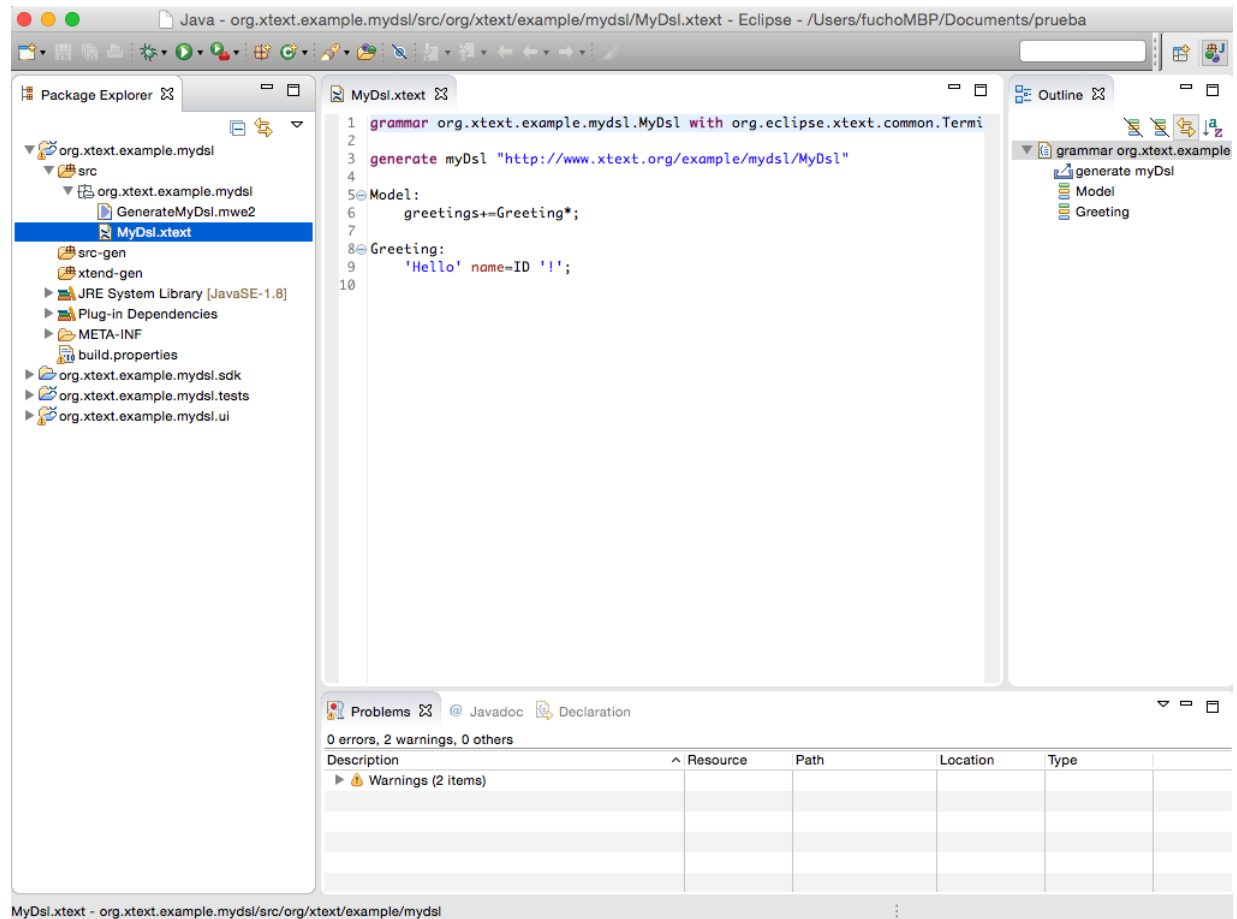 Java - org.xtext.example.mydsl/src/org/xtext/example/mydsl/MyDsl.xtext - Eclipse - /Users/fuchoMBP/Documents/prueba
Package Explorer
org.xtext.example.mydsl
src
org.xtext.example.mydsl
GenerateMyDsl.mwe2
MyDsl.xtext
src-gen
xtend-gen
JRE System Library [JavaSE-1.8]
Plug-in Dependencies
META-INF
build.properties
org.xtext.example.mydsl.sdk
org.xtext.example.mydsl.tests
org.xtext.example.mydsl.ui
MyDsl.xtext
1 grammar org.xtext.example.mydsl.MyDsl with org.eclipse.xtext.common.Termi
2
3 generate myDsl "http://www.xtext.org/example/mydsl/MyDsl"
4
5 Model:
6 greetings+=Greeting*;
7
8 Greeting:
9 'Hello' name=ID '!';
10
Outline
grammar org.xtext.example
generate myDsl
Model
Greeting
Problems @ Javadoc Declaration
0 errors, 2 warnings, 0 others
Description Resource Path Location Type
Warnings (2 items)
MyDsl.xtext - org.xtext.example.mydsl/src/org/xtext/example/mydsl